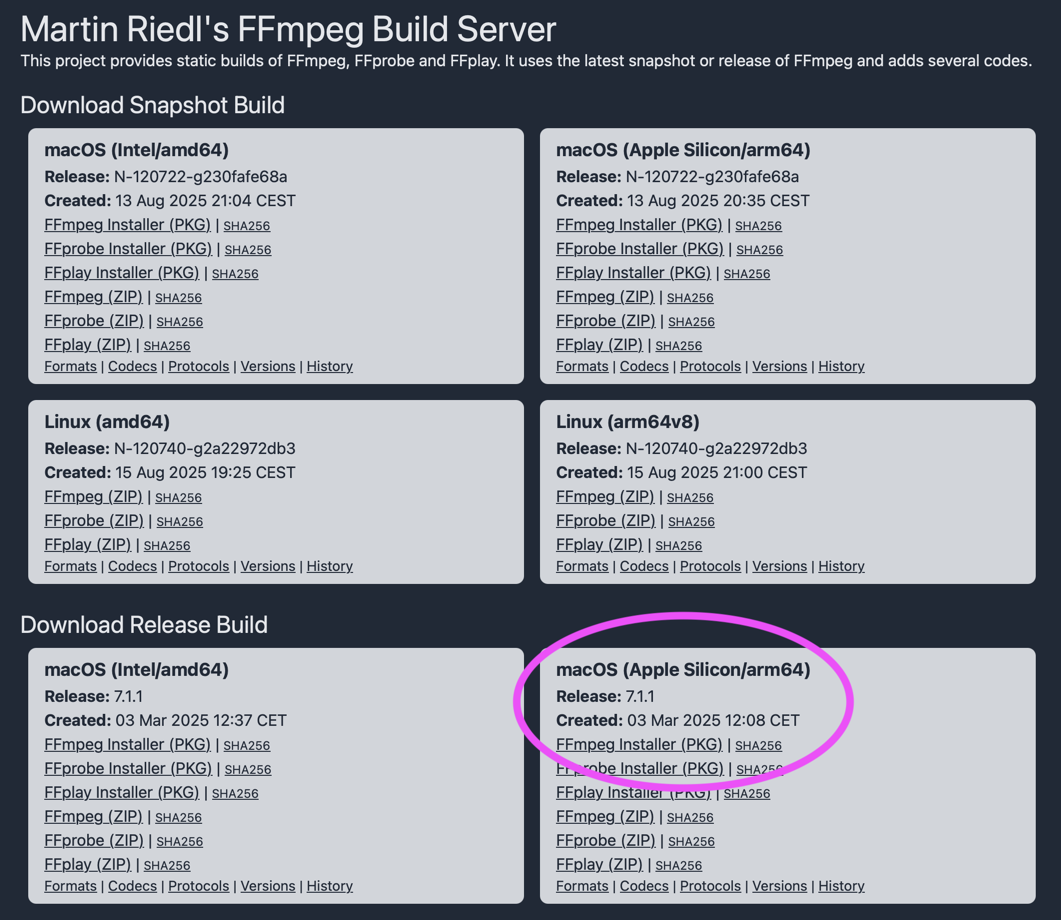 Martin Riedl's FFmpeg Build Server
This project provides static builds of FFmpeg, FFprobe and FFplay. It uses the latest snapshot or release of FFmpeg and adds several codes.
Download Snapshot Build
macOS (Intel/amd64)
Release: N-120722-g230fafe68a
Created: 13 Aug 2025 21:04 CEST
FFmpeg Installer (PKG) | SHA256
FFprobe Installer (PKG) | SHA256
FFplay Installer (PKG) | SHA256
FFmpeg (ZIP) | SHA256
FFprobe (ZIP) | SHA256
FFplay (ZIP) | SHA256
Formats | Codecs | Protocols | Versions | History
macOS (Apple Silicon/arm64)
Release: N-120722-g230fafe68a
Created: 13 Aug 2025 20:35 CEST
FFmpeg Installer (PKG) | SHA256
FFprobe Installer (PKG) | SHA256
FFplay Installer (PKG) | SHA256
FFmpeg (ZIP) | SHA256
FFprobe (ZIP) | SHA256
FFplay (ZIP) | SHA256
Formats | Codecs | Protocols | Versions | History
Linux (amd64)
Release: N-120740-g2a22972db3
Created: 15 Aug 2025 19:25 CEST
FFmpeg (ZIP) | SHA256
FFprobe (ZIP) | SHA256
FFplay (ZIP) | SHA256
Formats | Codecs | Protocols | Versions | History
Linux (arm64v8)
Release: N-120740-g2a22972db3
Created: 15 Aug 2025 21:00 CEST
FFmpeg (ZIP) | SHA256
FFprobe (ZIP) | SHA256
FFplay (ZIP) | SHA256
Formats | Codecs | Protocols | Versions | History
Download Release Build
macOS (Intel/amd64)
Release: 7.1.1
Created: 03 Mar 2025 12:37 CET
FFmpeg Installer (PKG) | SHA256
FFprobe Installer (PKG) | SHA256
FFplay Installer (PKG) | SHA256
FFmpeg (ZIP) | SHA256
FFprobe (ZIP) | SHA256
FFplay (ZIP) | SHA256
Formats | Codecs | Protocols | Versions | History
macOS (Apple Silicon/arm64)
Release: 7.1.1
Created: 03 Mar 2025 12:08 CET
FFmpeg Installer (PKG) | SHA256
FFprobe Installer (PKG) | SHA256
FFplay Installer (PKG) | SHA256
FFmpeg (ZIP) | SHA256
FFprobe (ZIP) | SHA256
FFplay (ZIP) | SHA256
Formats | Codecs | Protocols | Versions | History